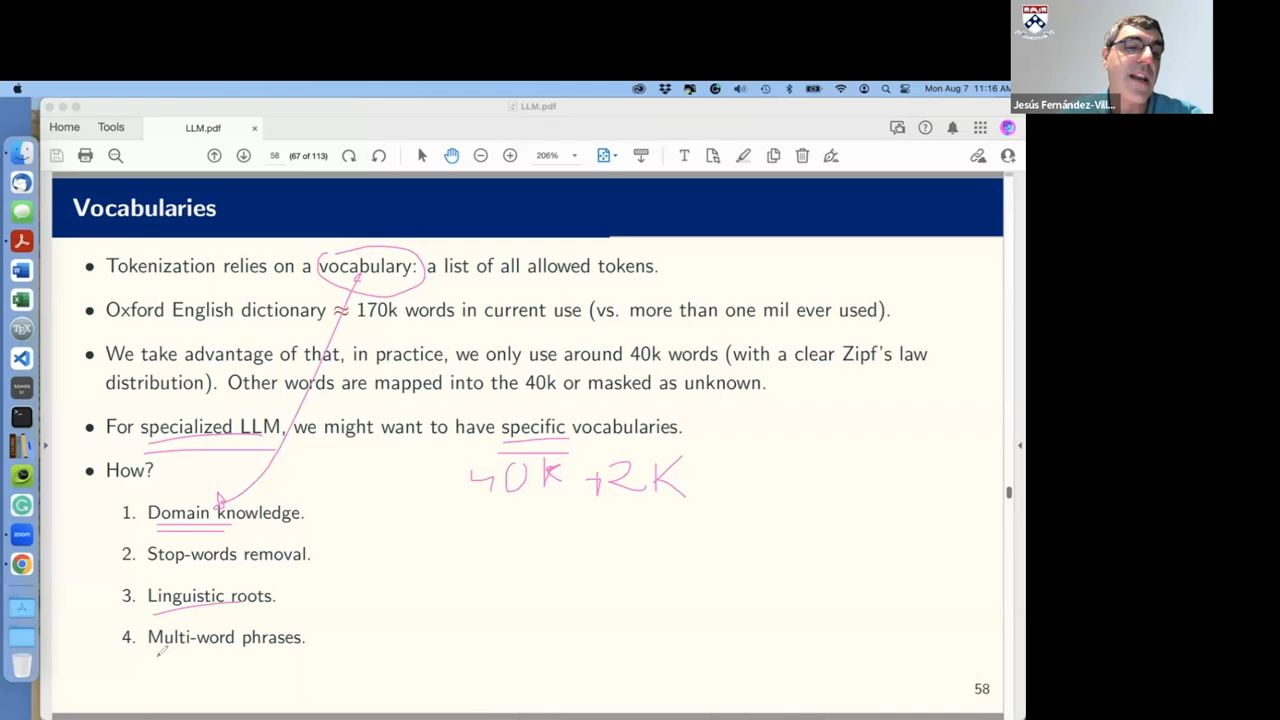 Mon Aug 7 11:16 AM
Jesús Fernández-Vill...
LLM.pdf
Home Tools LLM.pdf ×
58 (67 of 113) 206%
Vocabularies
• Tokenization relies on a vocabulary: a list of all allowed tokens.
• Oxford English dictionary ≈ 170k words in current use (vs. more than one mil ever used).
• We take advantage of that, in practice, we only use around 40k words (with a clear Zipf's law
distribution). Other words are mapped into the 40k or masked as unknown.
• For specialized LLM, we might want to have specific vocabularies.
• How?
40k +2K
1. Domain knowledge.
2. Stop-words removal.
3. Linguistic roots.
4. Multi-word phrases.
58
TEX
zoom